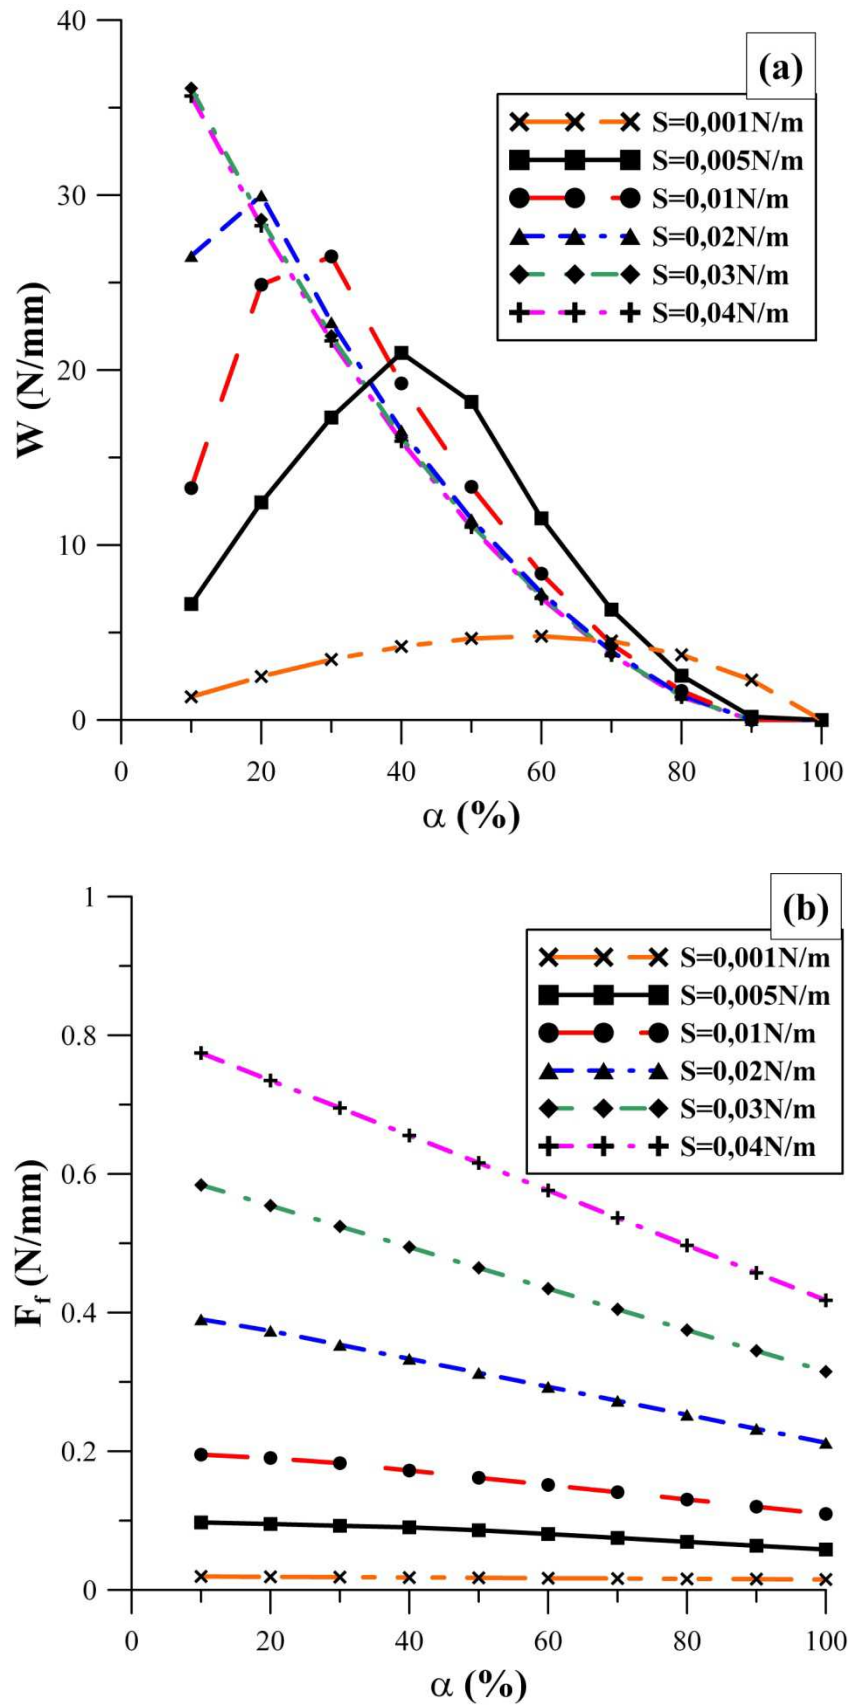 40
(a)
S=0,001N/m
S=0,005N/m
S=0,01N/m
S=0,02N/m
S=0,03N/m
S=0,04N/m
30
W (N/mm)
20
10
0
0 20 40 60 80 100
α (%)
1
(b)
S=0,001N/m
S=0,005N/m
S=0,01N/m
S=0,02N/m
S=0,03N/m
S=0,04N/m
0.8
0.6
Ff (N/mm)
0.4
0.2
0
0 20 40 60 80 100
α (%)